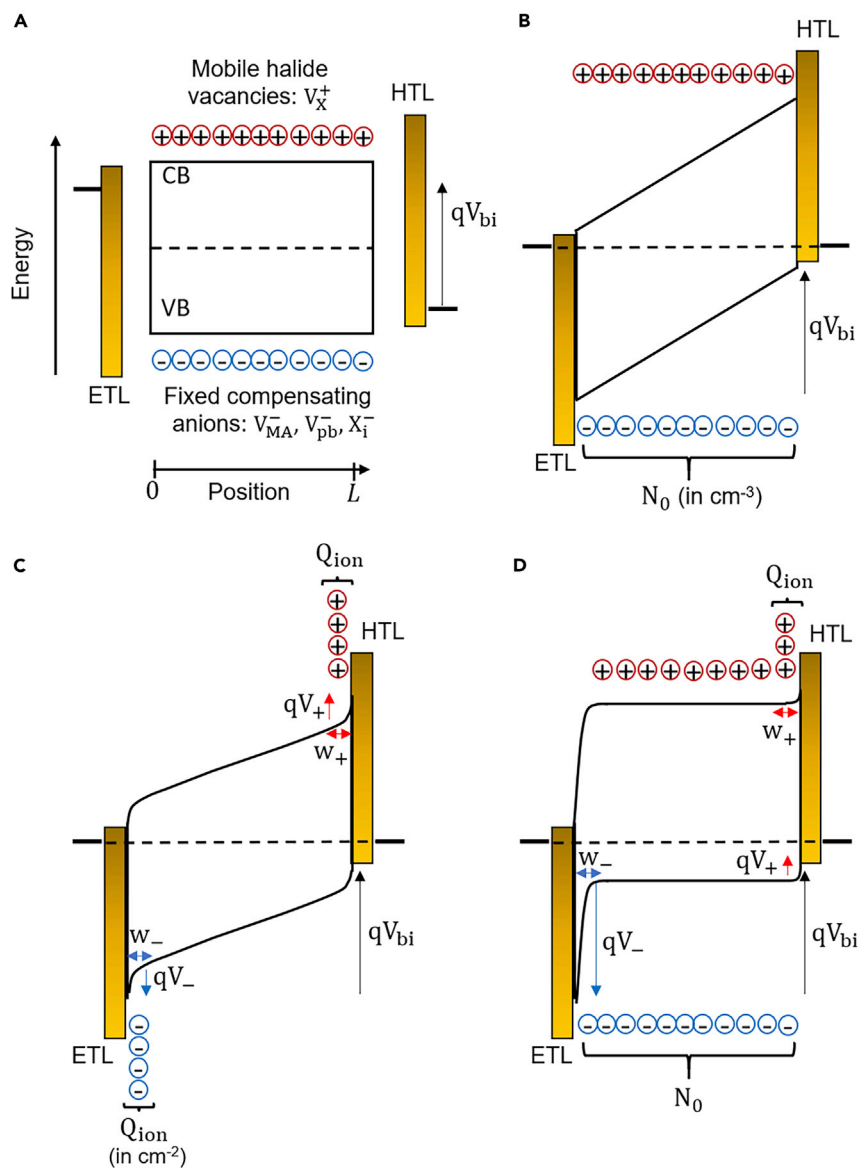 A
Mobile halide
vacancies: V_X^+
HTL
+ + + + + + + + + +
CB
qV_bi
Energy
VB
- - - - - - - - - -
ETL
Fixed compensating
anions: V_MA^-, V_pb^-, X_i^-
0 Position L
B
HTL
+ + + + + + + + + + +
qV_bi
- - - - - - - - - - -
ETL
N_0 (in cm^-3)
C
Q_ion
+
+
+
+
HTL
qV_+
w_+
w_-
qV_-
qV_bi
ETL
-
-
-
-
Q_ion
(in cm^-2)
D
Q_ion
+
+
+
HTL
+ + + + + + + + +
w_+
w_-
qV_+
qV_-
qV_bi
ETL
- - - - - - - - - - -
N_0